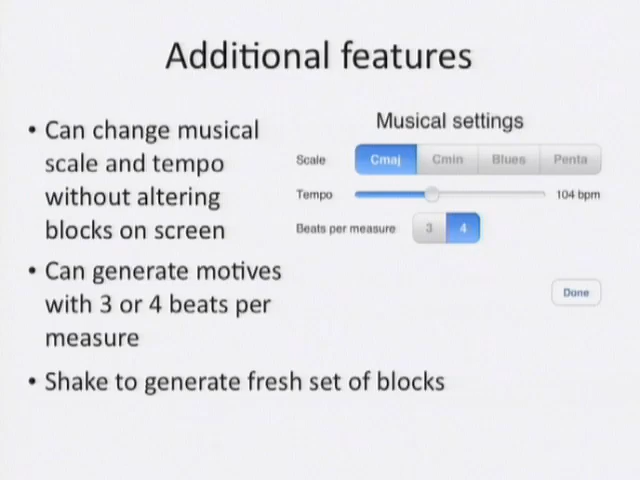 Additional features
• Can change musical
scale and tempo
without altering
blocks on screen
• Can generate motives
with 3 or 4 beats per
measure
• Shake to generate fresh set of blocks
Musical settings
Scale Cmaj Cmin Blues Penta
Tempo 104 bpm
Beats per measure 3 4
Done